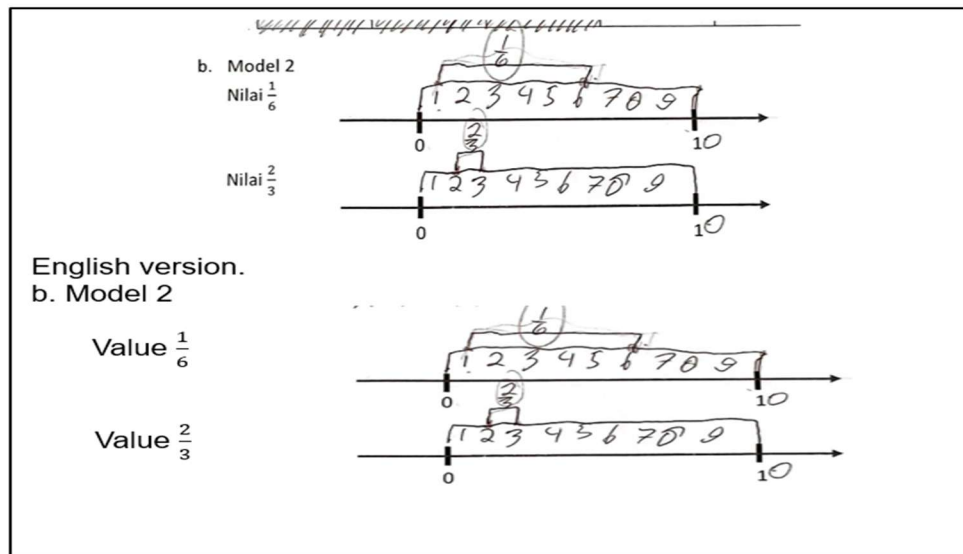 1/6
b. Model 2
Nilai 1/6
1 2 3 4 5 6 7 8 9
0 10
2/3
Nilai 2/3
1 2 3 4 5 6 7 8 9
0 10
English version.
b. Model 2
1/6
Value 1/6
1 2 3 4 5 6 7 8 9
0 10
2/3
Value 2/3
1 2 3 4 5 6 7 8 9
0 10